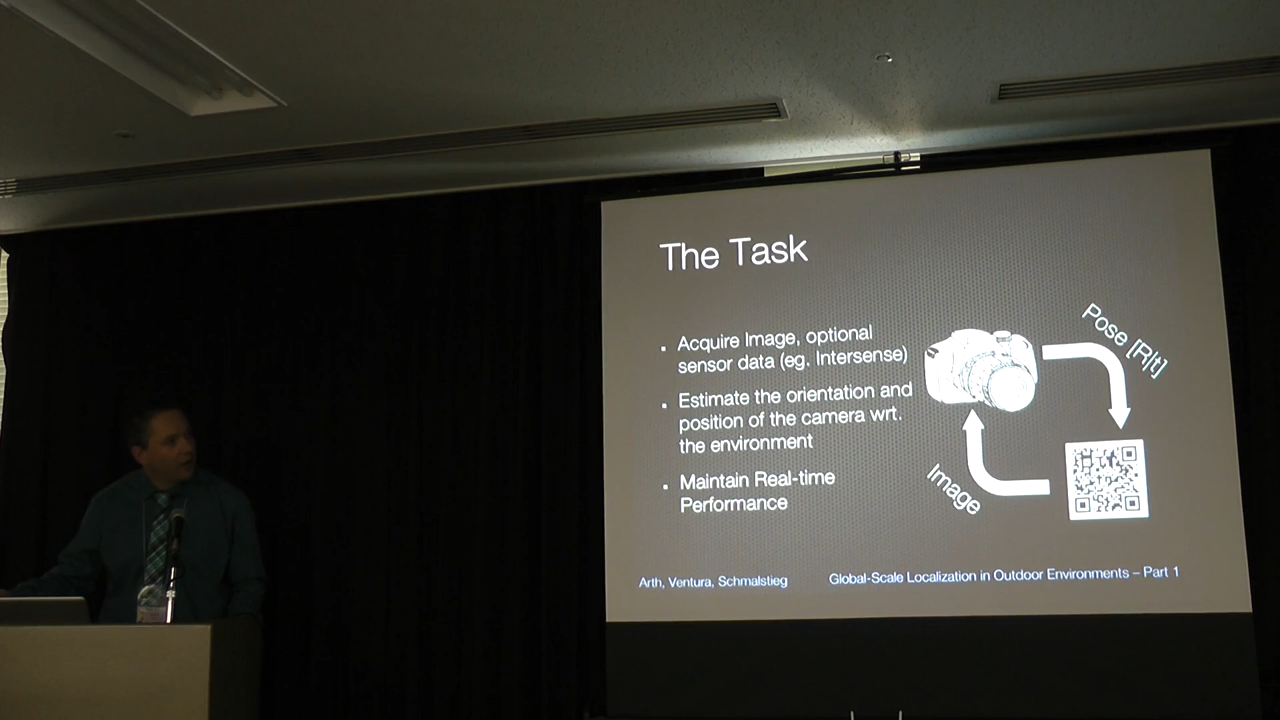 The Task
Acquire Image, optional
sensor data (eg. Intersense)
Estimate the orientation and
position of the camera wrt.
the environment
Maintain Real-time
Performance
Pose [R|t]
Image
Arth, Ventura, Schmalstieg
Global-Scale Localization in Outdoor Environments – Part 1